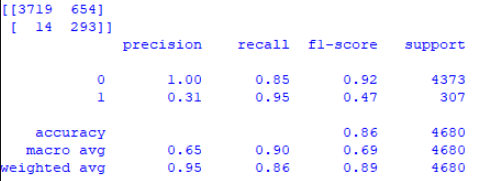 [[3719 654]
[ 14 293]]
precision recall f1-score support
0 1.00 0.85 0.92 4373
1 0.31 0.95 0.47 307
accuracy 0.86 4680
macro avg 0.65 0.90 0.69 4680
weighted avg 0.95 0.86 0.89 4680